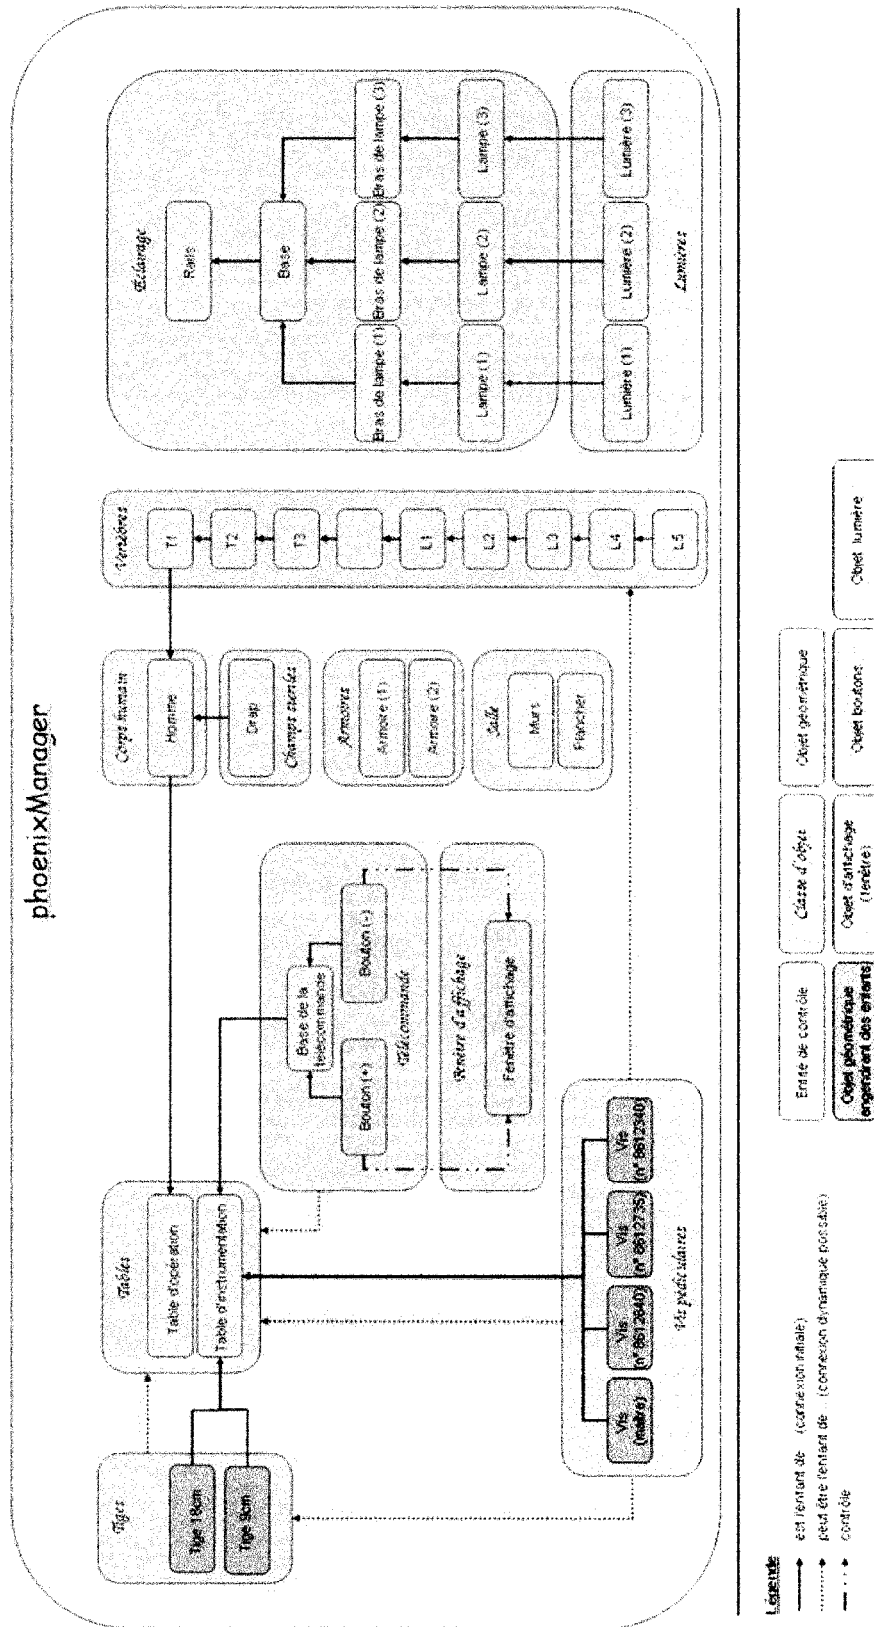 phoenixManager
Tiges
Tige 18cm
Tige 9cm
Tables
Table d'opération
Table d'instrumentation
Base de la
télécommande
Bouton (+)
Bouton (-)
Télécommande
Fenêtre d'affichage
Fenêtre d'affichage
Vis
(maître)
Vis
(n° 8612640)
Vis
(n° 8612735)
Vis
(n° 8612340)
Vis pédiculaires
Corps humain
Homme
Drap
Champs stériles
Armoires
Armoire (1)
Armoire (2)
Salle
Murs
Plancher
Vertèbres
T1
T2
T3
L1
L2
L3
L4
L5
Éclairage
Rails
Base
Bras de lampe (1)
Bras de lampe (2)
Bras de lampe (3)
Lampe (1)
Lampe (2)
Lampe (3)
Lumière (1)
Lumière (2)
Lumière (3)
Lumières
Légende
est l'enfant de (connexion initiale)
peut être l'enfant de (connexion dynamique possible)
contrôle
Entité de contrôle
Classe d'objet
Objet géométrique
Objet géométrique
(engendrent des enfants)
Objet d'affichage
(fenêtre)
Objet boutons
Objet lumière